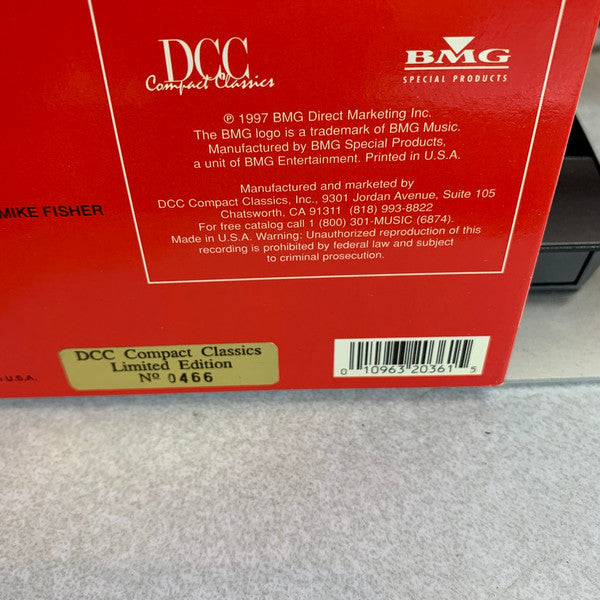 DCC
Compact Classics
BMG
SPECIAL PRODUCTS
℗ 1997 BMG Direct Marketing Inc.
The BMG logo is a trademark of BMG Music.
Manufactured by BMG Special Products,
a unit of BMG Entertainment. Printed in U.S.A.
Manufactured and marketed by
DCC Compact Classics, Inc., 9301 Jordan Avenue, Suite 105
Chatsworth, CA 91311 (818) 993-8822
For free catalog call 1 (800) 301-MUSIC (6874).
Made in U.S.A. Warning: Unauthorized reproduction of this
recording is prohibited by federal law and subject
to criminal prosecution.
MIKE FISHER
DCC Compact Classics
Limited Edition
Nº 0466
U.S.A.
0 10963 20361 5